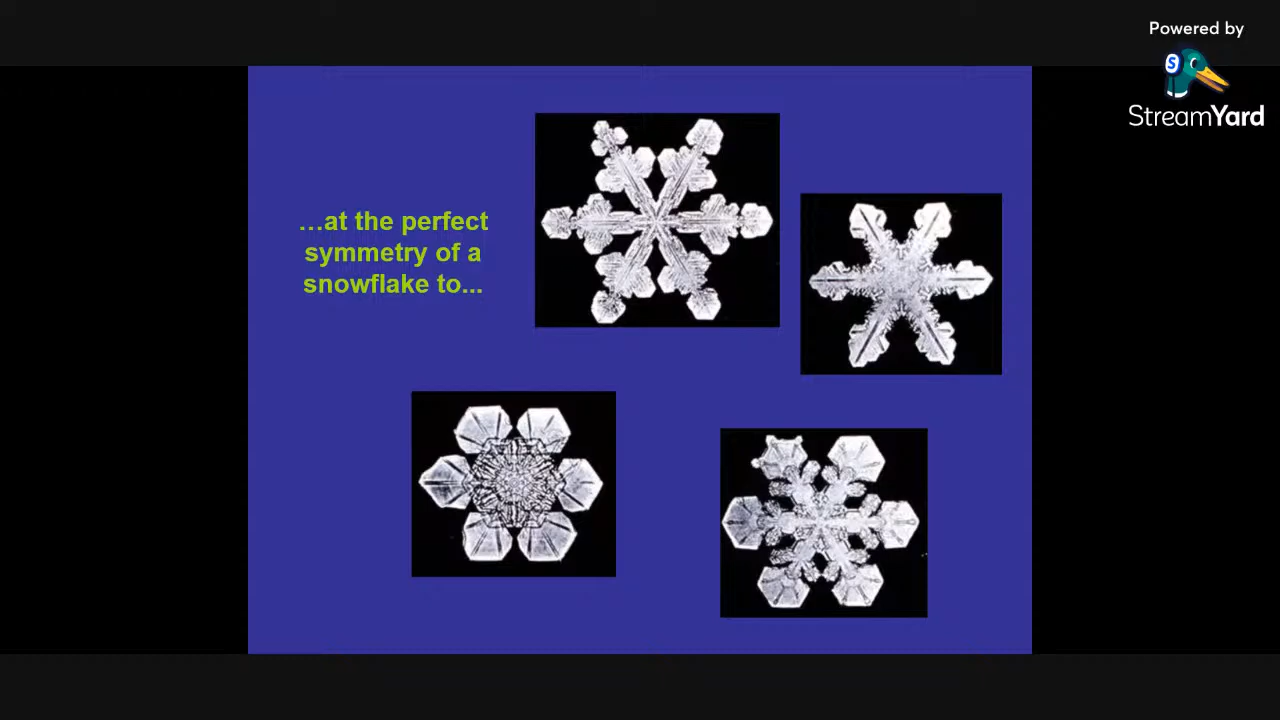 Powered by
StreamYard
…at the perfect
symmetry of a
snowflake to...